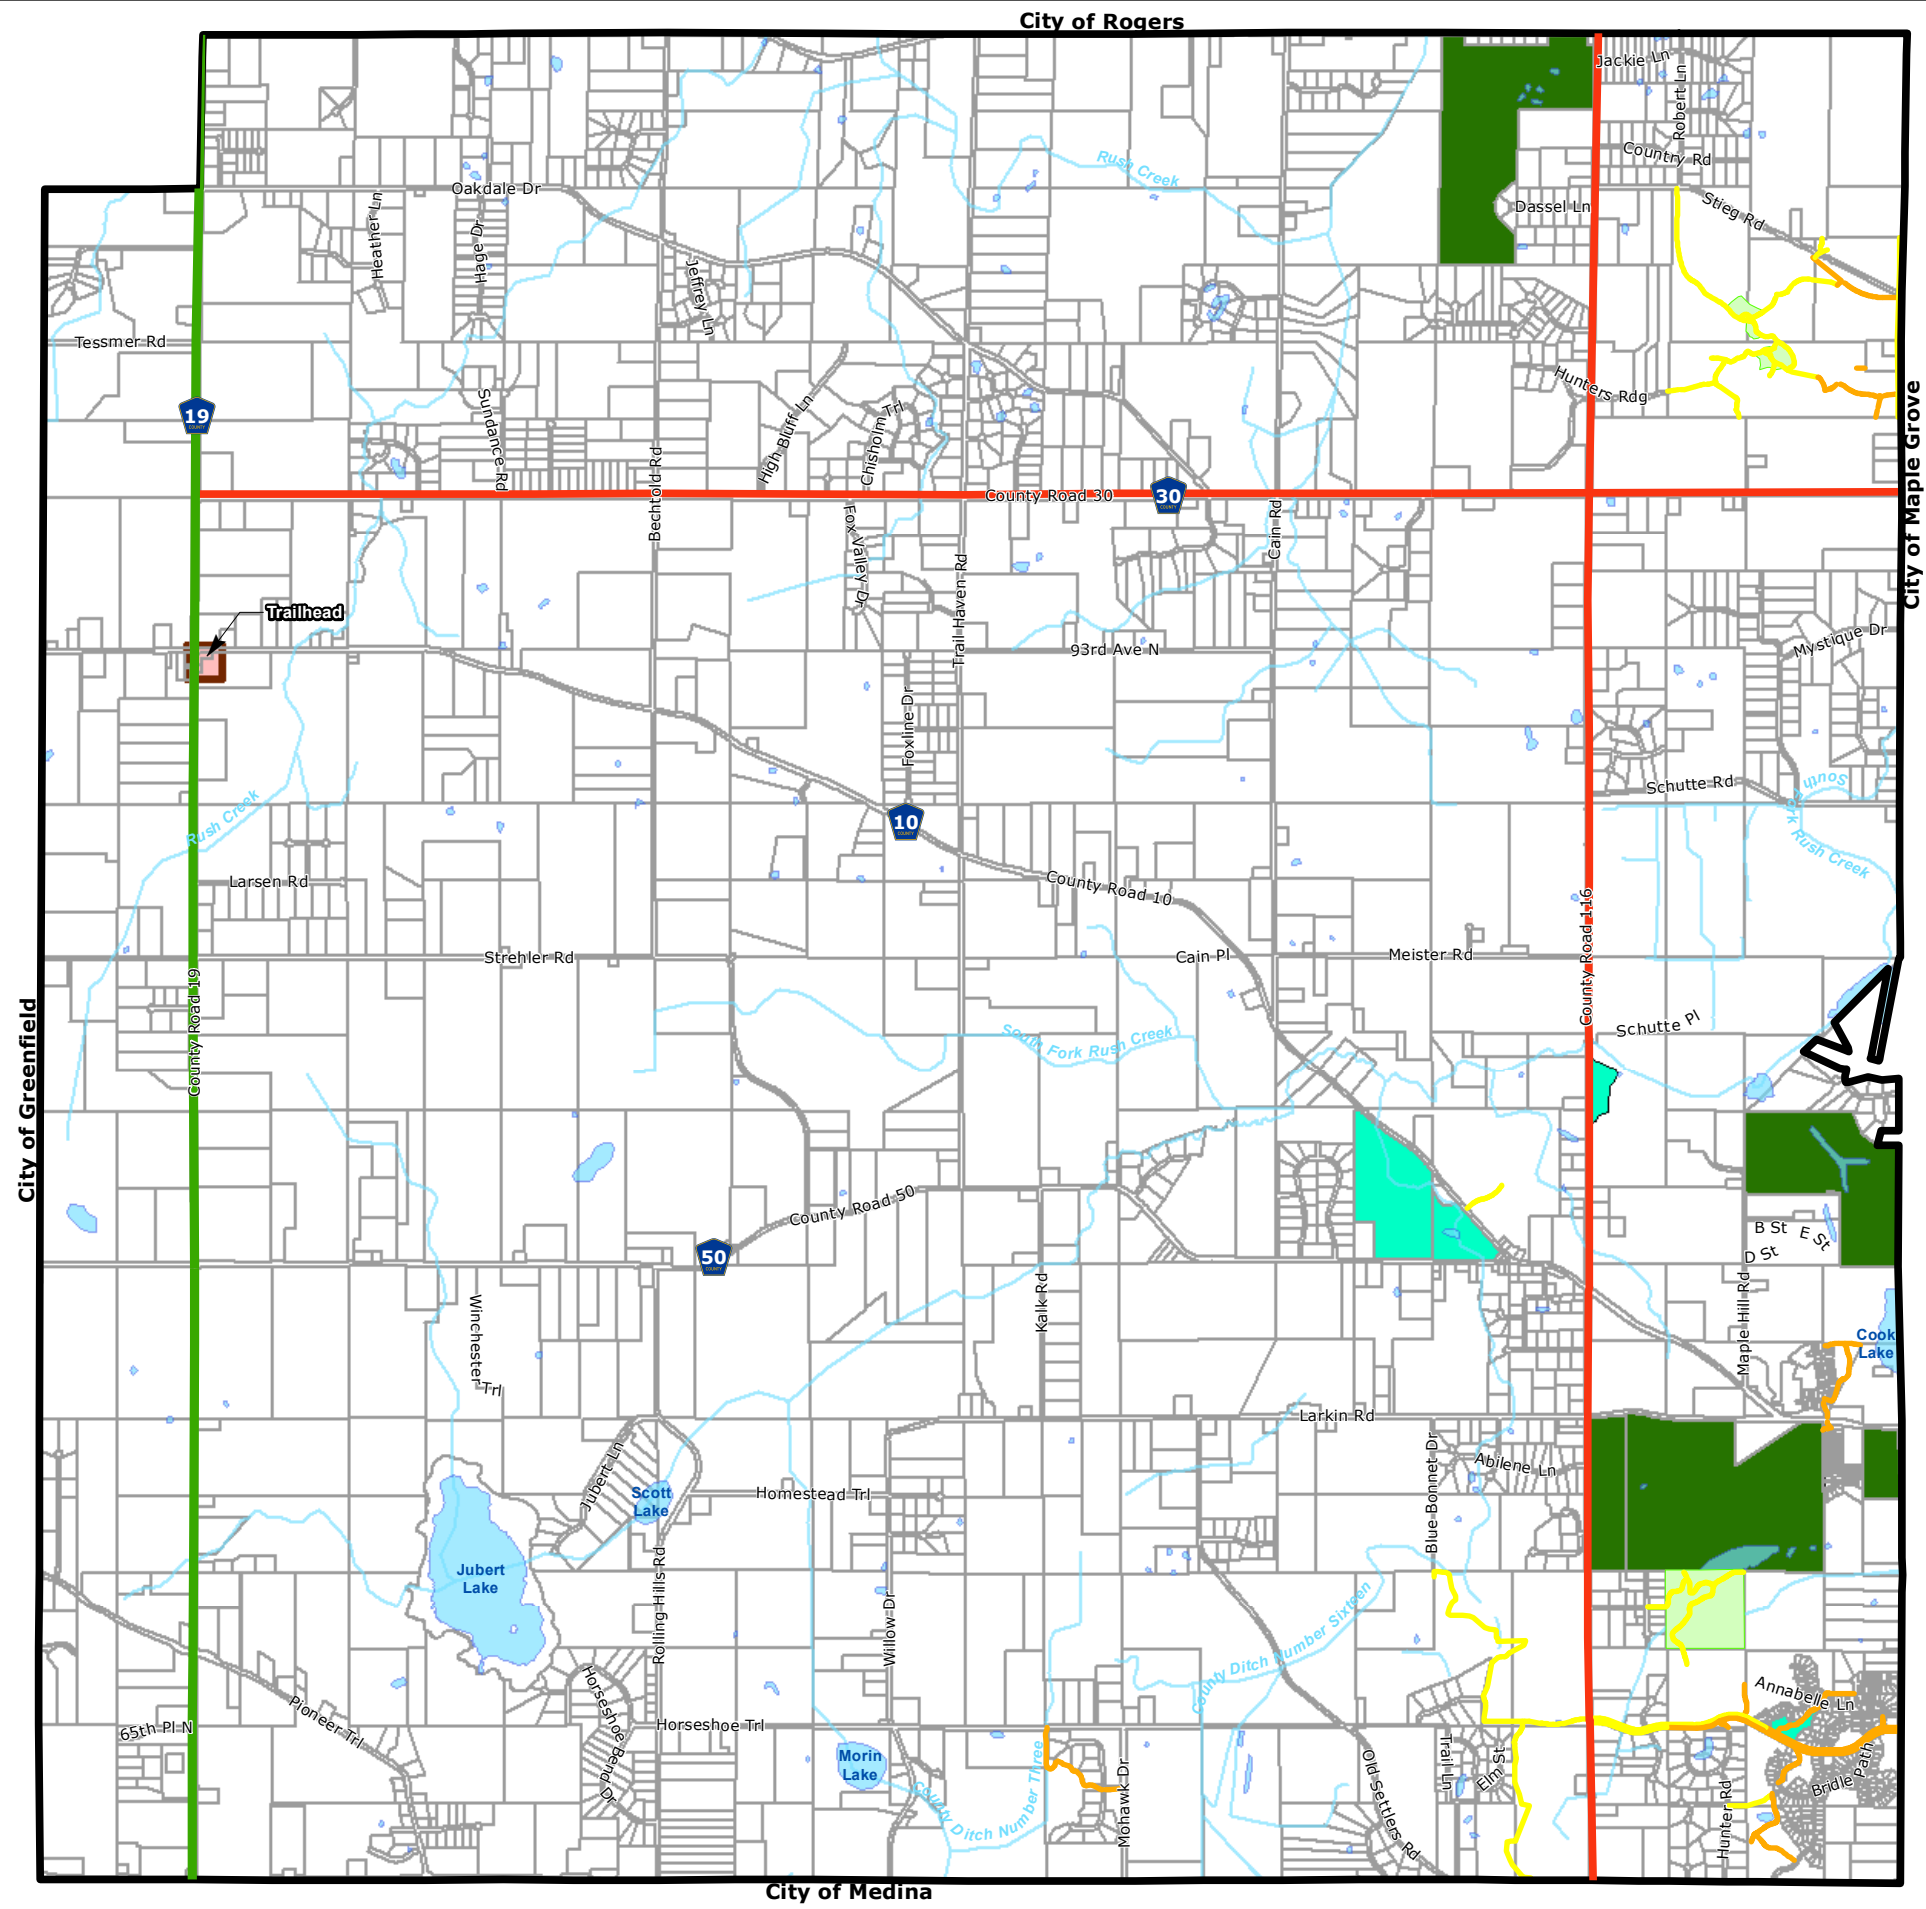 City of Rogers
Jackie Ln
Robert Ln
Country Rd
Rush Creek
Oakdale Dr
Heather Ln
Hage Dr
Dassel Ln
Stieg Rd
Jeffrey Ln
Tessmer Rd
Hunters Rdg
19
COUNTY
Sundance Rd
High Bluff Ln
Chisholm Trl
Bechtold Rd
County Road 30
30
COUNTY
City of Maple Grove
Fox Valley Dr
Cain Rd
Trail Haven Rd
Trailhead
93rd Ave N
Mystique Dr
Foxline Dr
Schutte Rd
South Fork Rush Creek
Rush Creek
10
COUNTY
Larsen Rd
County Road 10
County Road 116
Strehler Rd
Cain Pl
Meister Rd
County Road 19
City of Greenfield
South Fork Rush Creek
Schutte Pl
County Road 50
50
COUNTY
B St
E St
D St
Kalk Rd
Maple Hill Rd
Winchester Trl
Cook
Lake
Larkin Rd
Jubert Ln
Blue Bonnet Dr
Abilene Ln
Scott
Lake
Homestead Trl
Jubert
Lake
Rolling Hills Rd
Willow Dr
County Ditch Number Sixteen
Horseshoe Bend Dr
Pioneer Trl
65th Pl N
Horseshoe Trl
Annabelle Ln
Morin
Lake
County Ditch Number Three
Mohawk Dr
Old Settlers Rd
Trail Ln
Elm St
Hunter Rd
Bridle Path
City of Medina